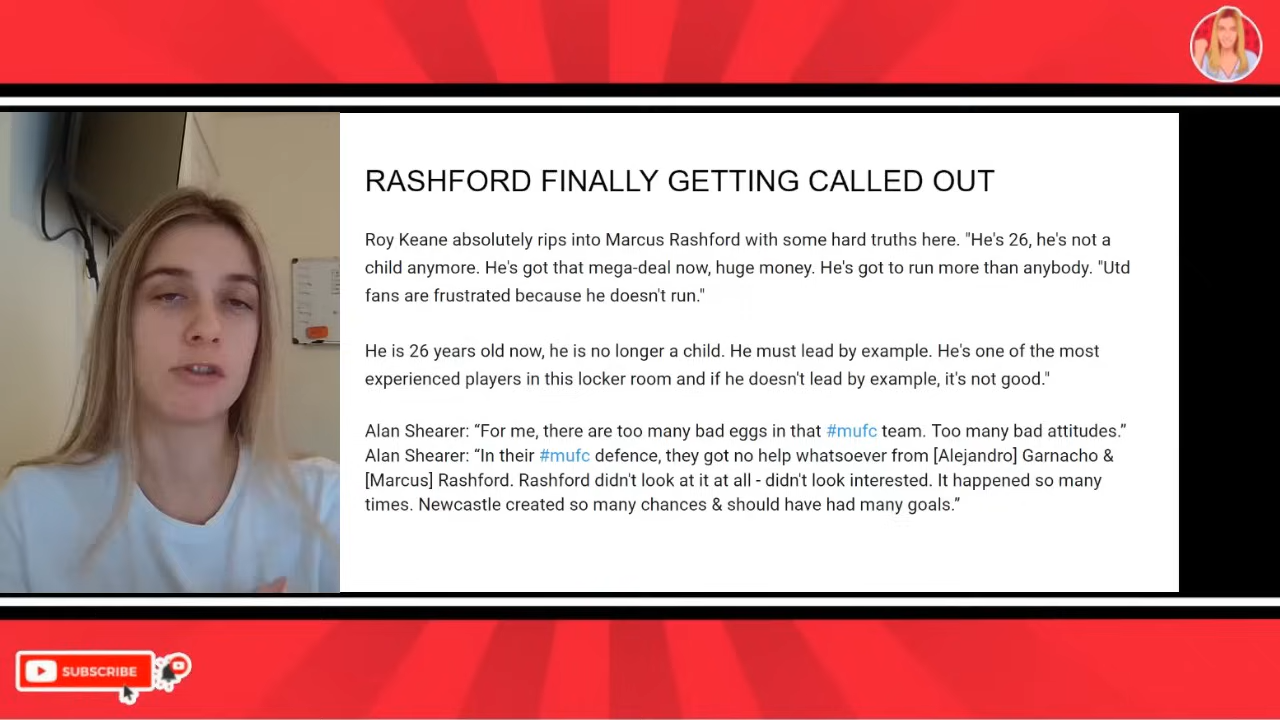 RASHFORD FINALLY GETTING CALLED OUT
Roy Keane absolutely rips into Marcus Rashford with some hard truths here. "He's 26, he's not a
child anymore. He's got that mega-deal now, huge money. He's got to run more than anybody. "Utd
fans are frustrated because he doesn't run."
He is 26 years old now, he is no longer a child. He must lead by example. He's one of the most
experienced players in this locker room and if he doesn't lead by example, it's not good."
Alan Shearer: “For me, there are too many bad eggs in that #mufc team. Too many bad attitudes.”
Alan Shearer: “In their #mufc defence, they got no help whatsoever from [Alejandro] Garnacho &
[Marcus] Rashford. Rashford didn't look at it at all - didn't look interested. It happened so many
times. Newcastle created so many chances & should have had many goals.”
SUBSCRIBE